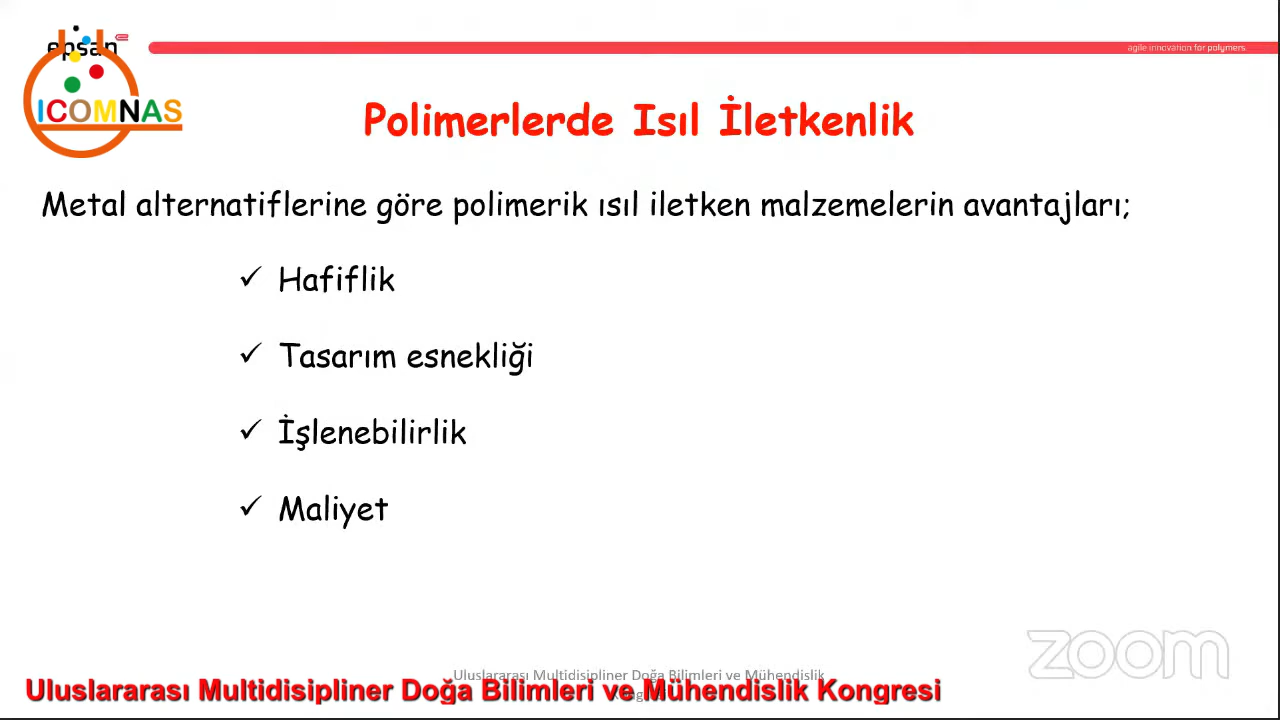 epsan
agile innovation for polymers
ICOMNAS
Polimerlerde Isıl İletkenlik
Metal alternatiflerine göre polimerik ısıl iletken malzemelerin avantajları;
✓ Hafiflik
✓ Tasarım esnekliği
✓ İşlenebilirlik
✓ Maliyet
zoom
Uluslararası Multidisipliner Doğa Bilimleri ve Mühendislik
Uluslararası Multidisipliner Doğa Bilimleri ve Mühendislik Kongresi